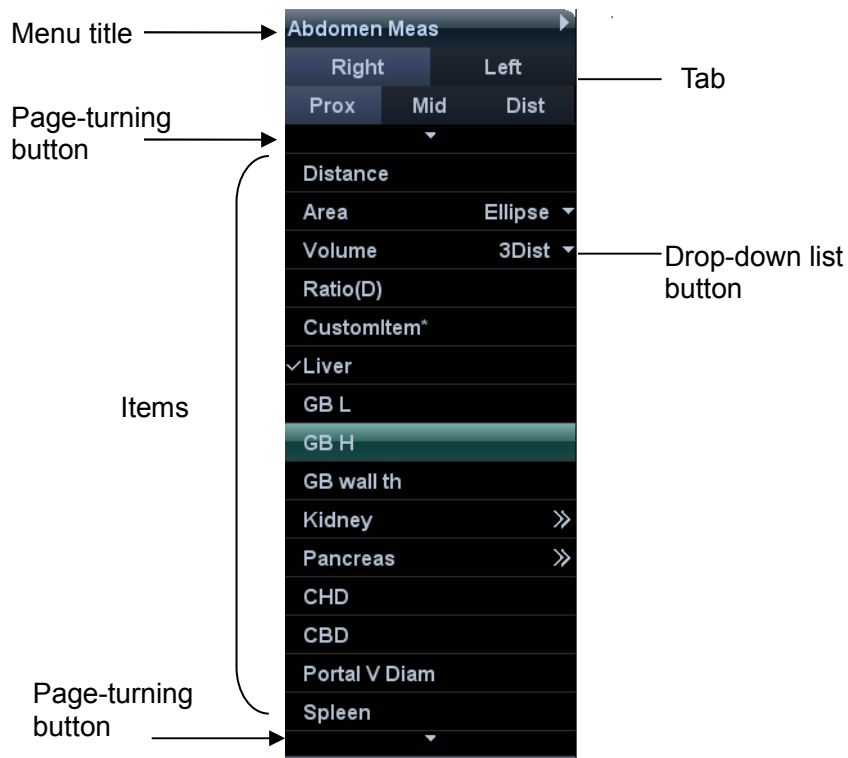 Menu title
Abdomen Meas
Right Left
Tab
Prox Mid Dist
Page-turning
button
Distance
Area Ellipse
Volume 3Dist
Drop-down list
button
Ratio(D)
CustomItem*
Liver
Items
GB L
GB H
GB wall th
Kidney
Pancreas
CHD
CBD
Portal V Diam
Page-turning
button
Spleen